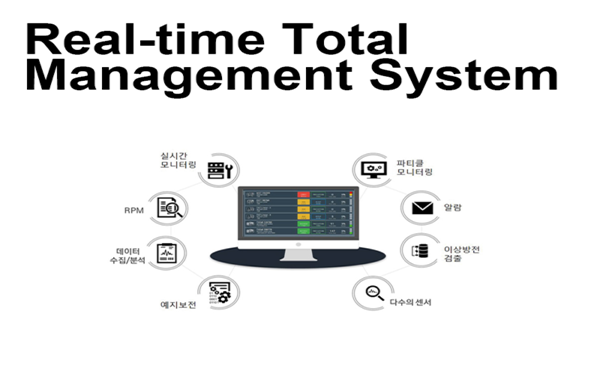 Real-time Total
Management System
실시간
모니터링
파티클
모니터링
RPM
알람
데이터
수집/분석
이상방전
검출
예지보전
다수의센서